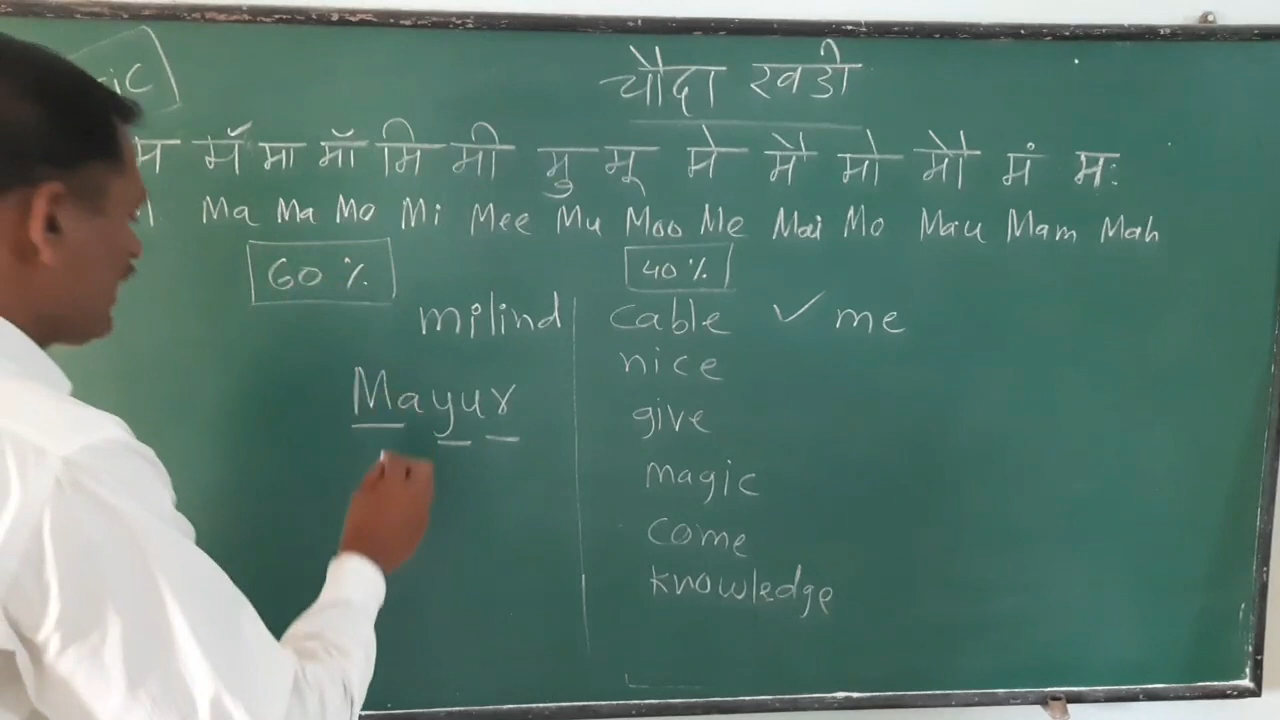 चौदा खडी
म मॅ मा मॉ मि मी मु मू मे मै मो मौ मं मः
Ma Ma Mo Mi Mee Mu Moo Me Mai Mo Mau Mam Mah
60 % 40 %
milind cable ✓ me
nice
Mayur give
magic
come
knowledge